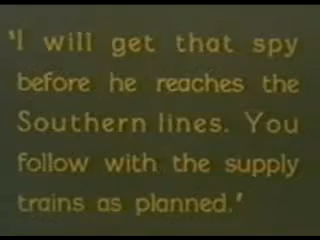 'I will get that spy
before he reaches the
Southern lines. You
follow with the supply
trains as planned.'